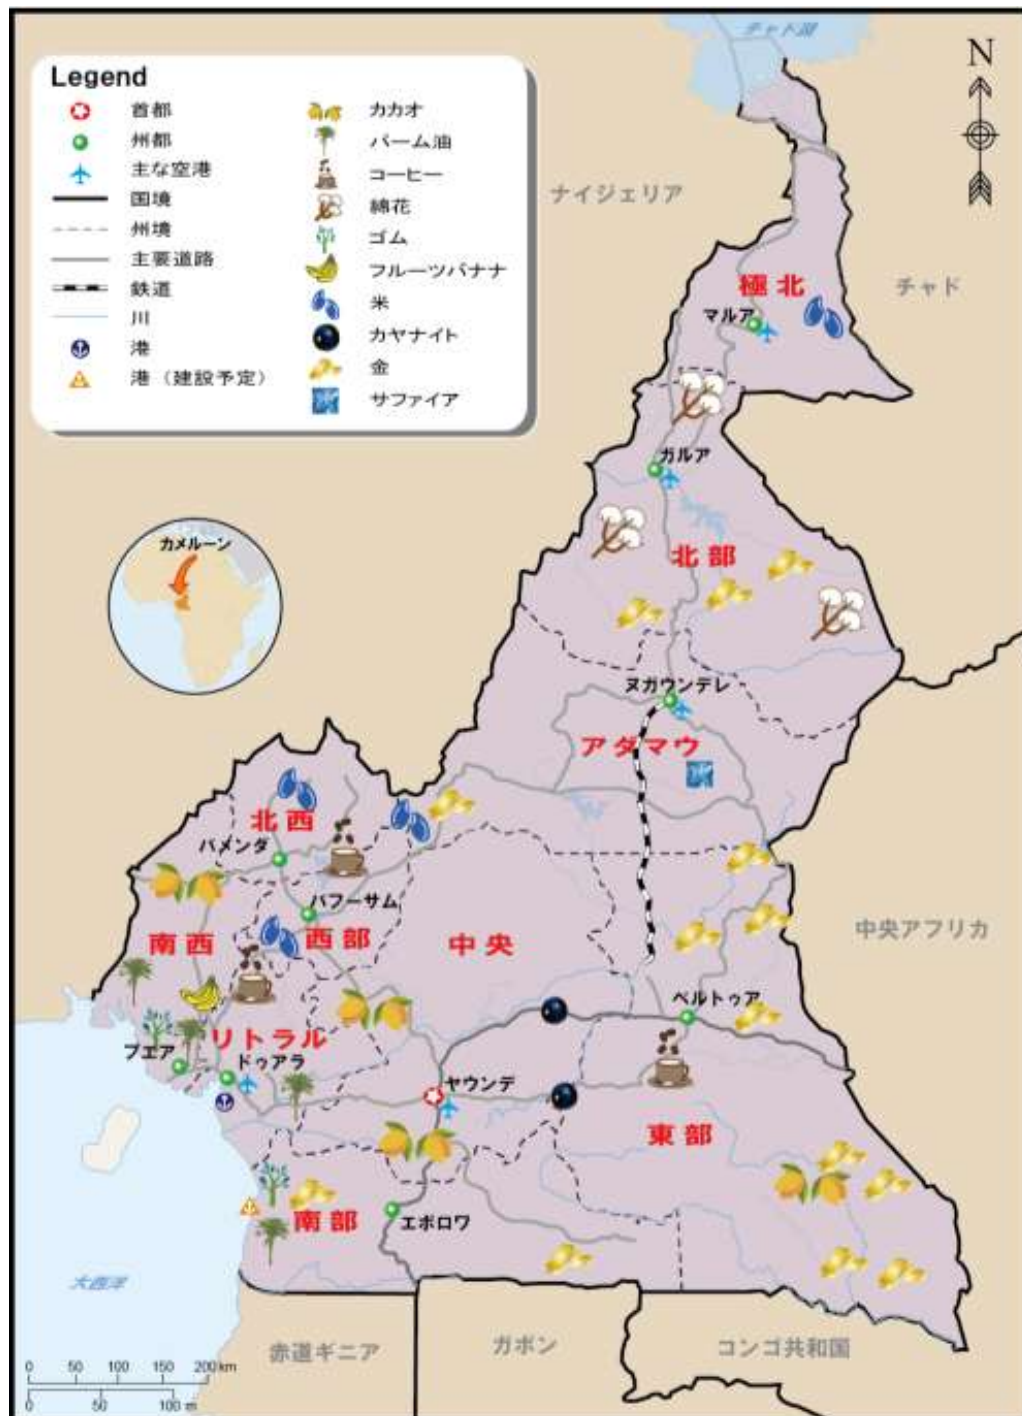 チャド湖
N
Legend
首都
州都
主な空港
国境
州境
主要道路
鉄道
川
港
港（建設予定）
カカオ
パーム油
コーヒー
綿花
ゴム
フルーツバナナ
米
カヤナイト
金
サファイア
ナイジェリア
チャド
極北
マルア
ガルア
北部
カメルーン
ヌガウンデレ
アダマウ
北西
バメンダ
バフーサム
南西
西部
中央
中央アフリカ
ベルトゥア
リトラル
ブエア
ドゥアラ
ヤウンデ
東部
南部
エボロワ
大西洋
赤道ギニア
ガボン
コンゴ共和国
0 50 100 150 200 km
0 50 100 m